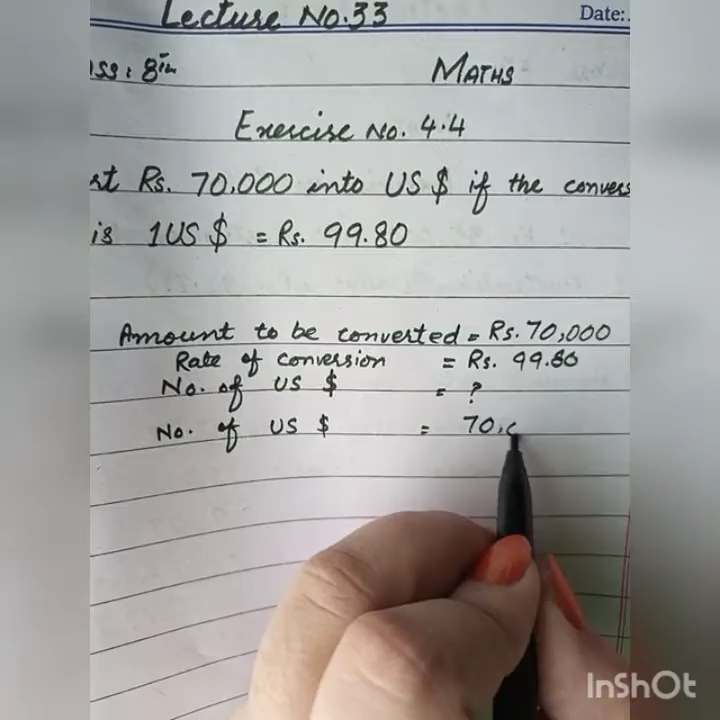 Lecture No.33
Date:
ss: 8th
MATHS
Exercise No. 4.4
rt Rs. 70,000 into US $ if the convers
is 1US $ = Rs. 99.80
Amount to be converted = Rs. 70,000
Rate of conversion = Rs. 99.80
No. of US $ = ?
No. of US $ = 70,
InShOt